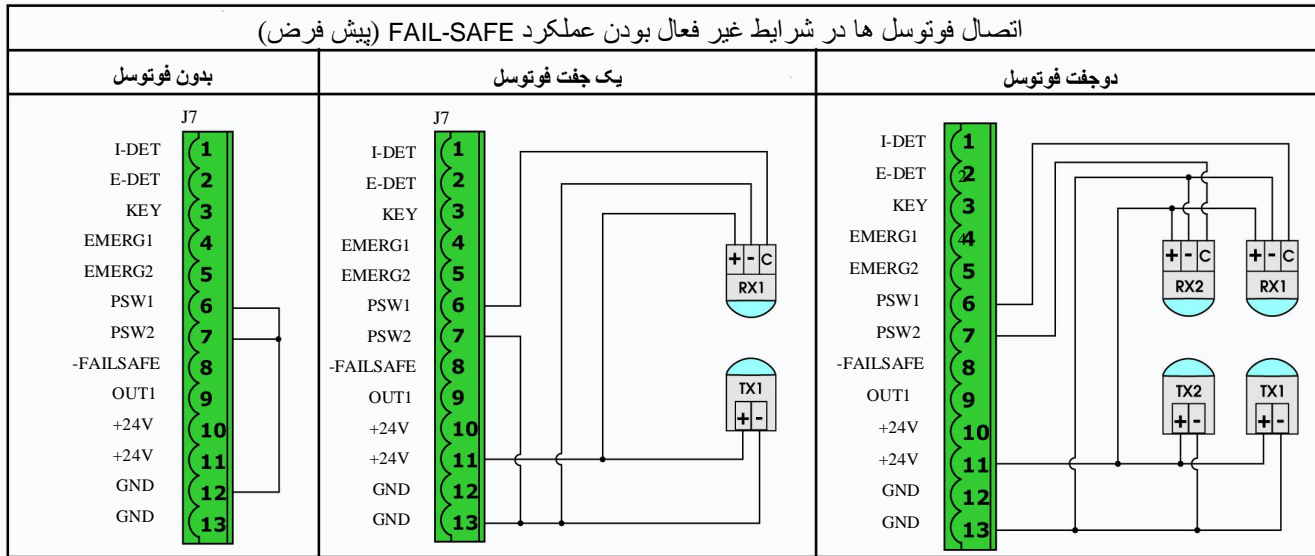 اتصال فوتوسل ها در شرایط غیر فعال بودن عملکرد FAIL-SAFE (پیش فرض)
بدون فوتوسل
J7
I-DET 1
E-DET 2
KEY 3
EMERG1 4
EMERG2 5
PSW1 6
PSW2 7
-FAILSAFE 8
OUT1 9
+24V 10
+24V 11
GND 12
GND 13
یک جفت فوتوسل
J7
I-DET 1
E-DET 2
KEY 3
EMERG1 4
EMERG2 5
PSW1 6
PSW2 7
-FAILSAFE 8
OUT1 9
+24V 10
+24V 11
GND 12
GND 13
+ - C
RX1
TX1
+ -
دوجفت فوتوسل
I-DET 1
E-DET 2 2
KEY 3
EMERG1 4 4
EMERG2 5
PSW1 6
PSW2 7
-FAILSAFE 8
OUT1 9
+24V 10
+24V 11
GND 12
GND 13
+ - C + - C
RX2 RX1
TX2 TX1
+ - + -